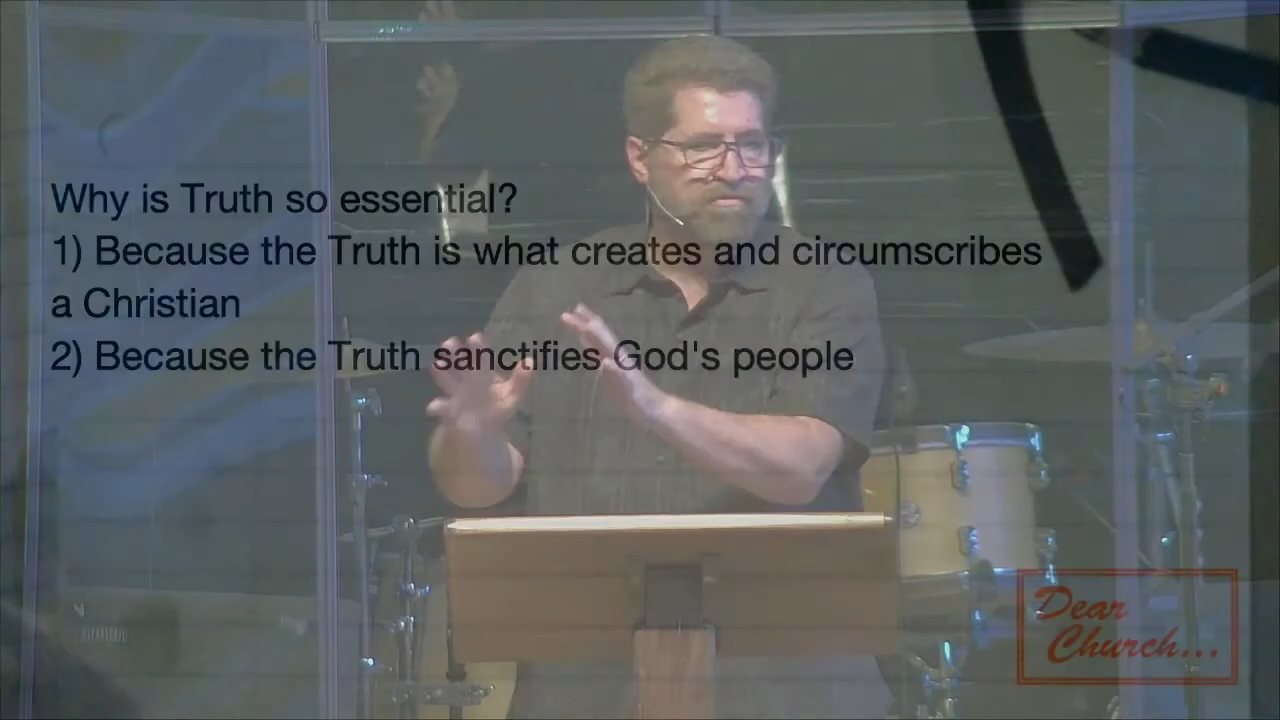 Why is Truth so essential?
1) Because the Truth is what creates and circumscribes
a Christian
2) Because the Truth sanctifies God's people
Dear
Church...